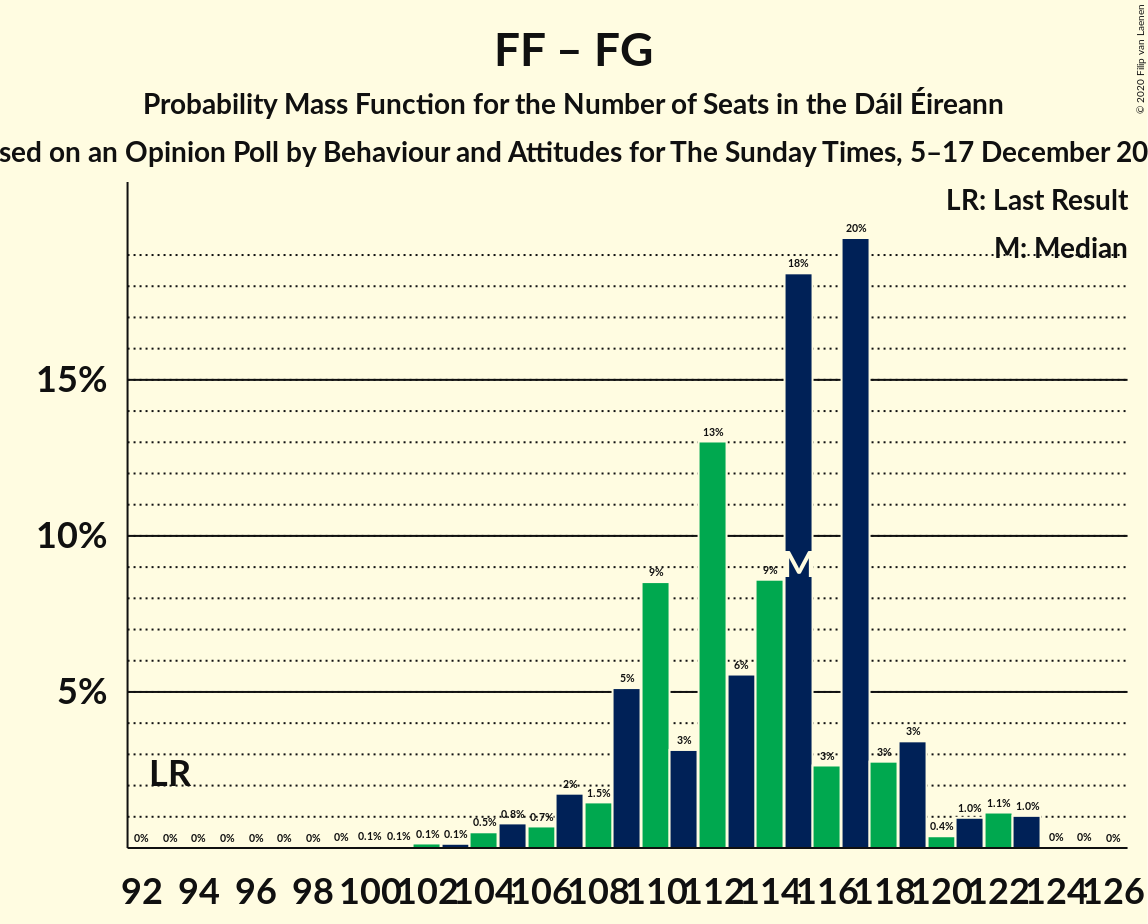 FF – FG
Probability Mass Function for the Number of Seats in the Dáil Éireann
sed on an Opinion Poll by Behaviour and Attitudes for The Sunday Times, 5–17 December 20
© 2020 Filip van Laenen
LR: Last Result
M: Median
15%
10%
5%
LR
M
0% 0% 0% 0% 0% 0% 0% 0% 0.1% 0.1% 0.1% 0.1% 0.5% 0.8% 0.7% 2% 1.5% 5% 9% 3% 13% 6% 9% 18% 3% 20% 3% 3% 0.4% 1.0% 1.1% 1.0% 0% 0% 0%
92 94 96 98 100 102 104 106 108 110 112 114 116 118 120 122 124 126